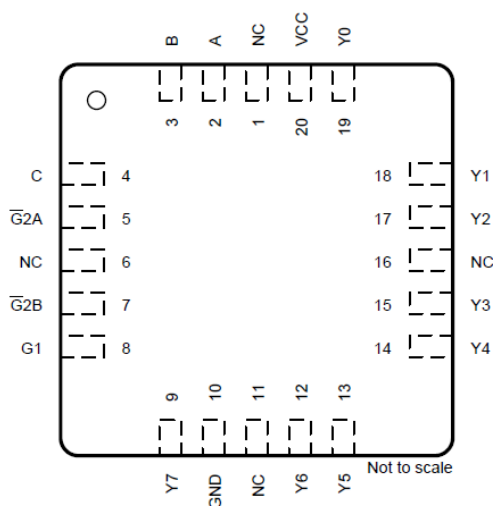 B A NC VCC Y0
3 2 1 20 19
C 4 18 Y1
G̅2A 5 17 Y2
NC 6 16 NC
G̅2B 7 15 Y3
G1 8 14 Y4
9 10 11 12 13
Y7 GND NC Y6 Y5
Not to scale